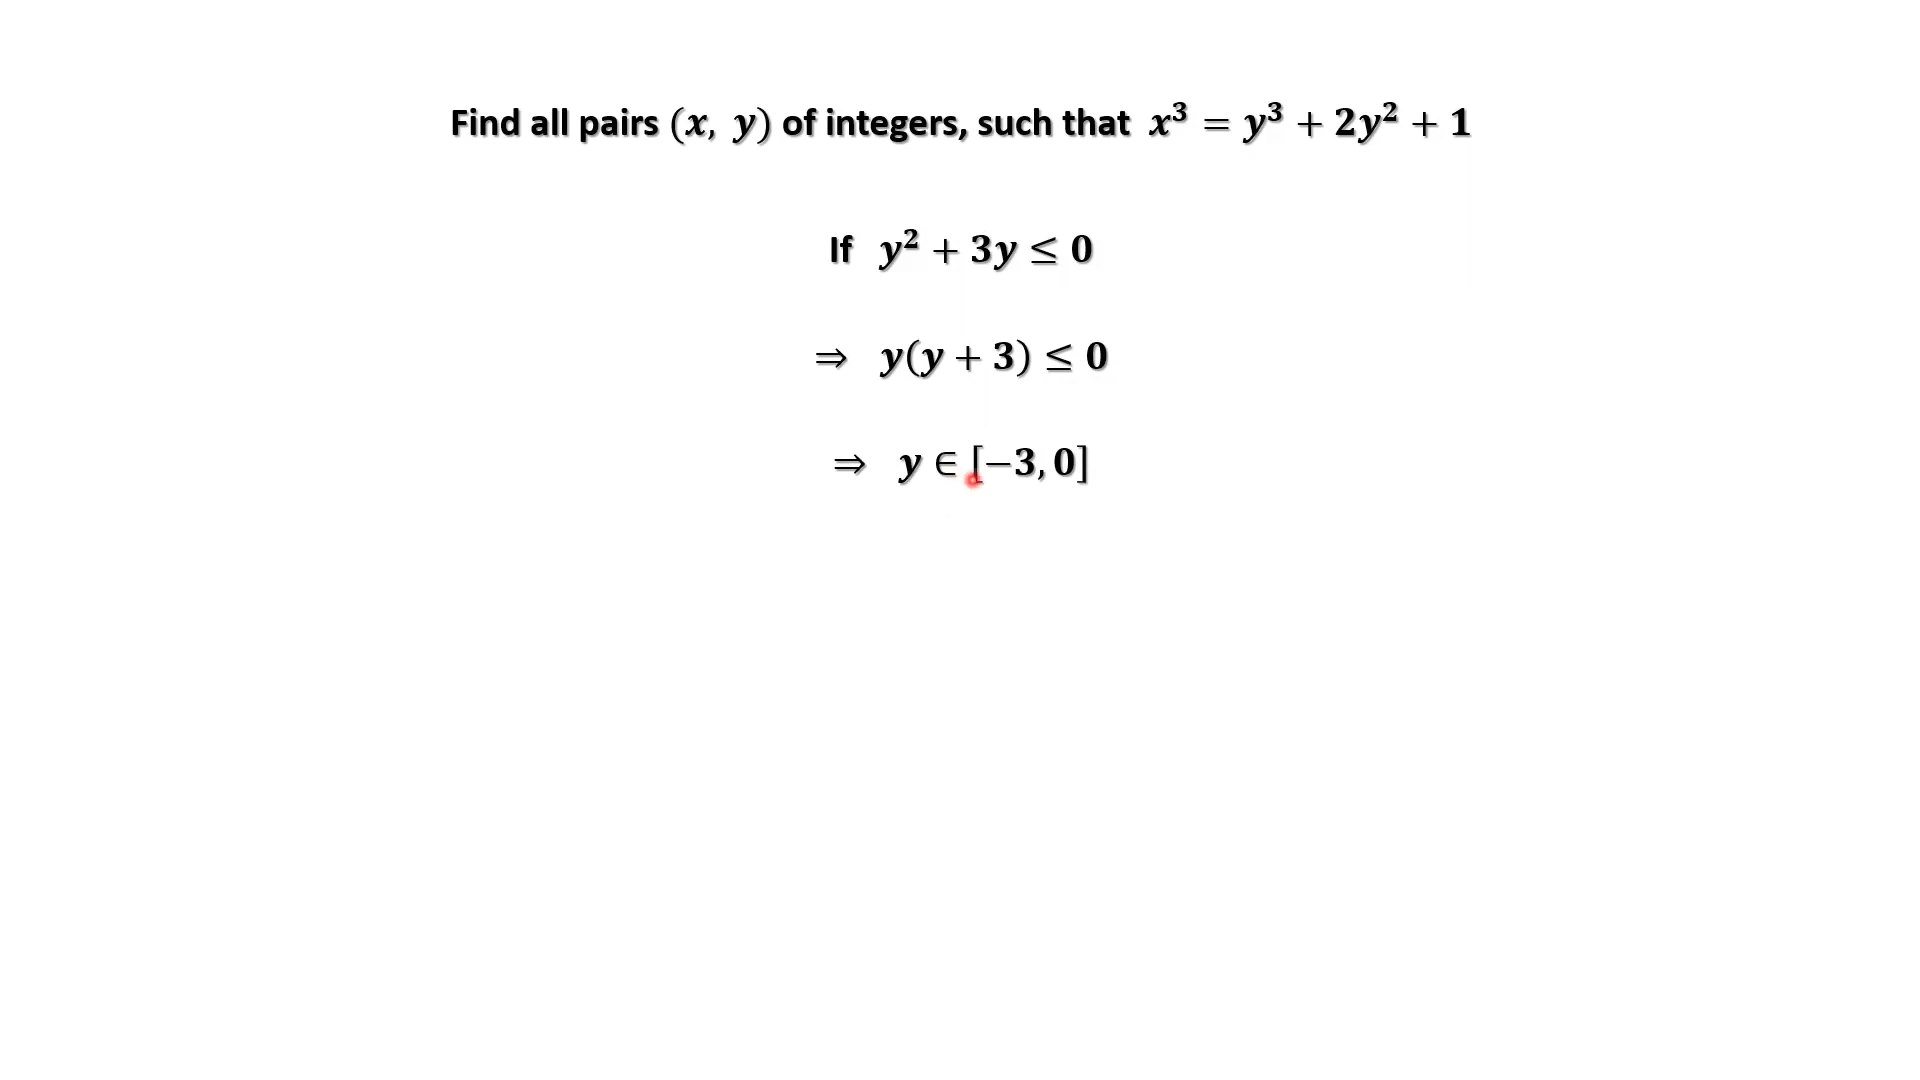 Find all pairs (x, y) of integers, such that x³ = y³ + 2y² + 1
If y² + 3y ≤ 0
⇒ y(y + 3) ≤ 0
⇒ y ∈ [−3, 0]